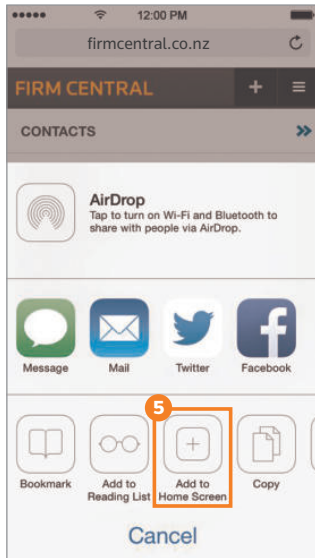 12:00 PM
firmcentral.co.nz
FIRM CENTRAL
CONTACTS
AirDrop
Tap to turn on Wi-Fi and Bluetooth to
share with people via AirDrop.
Message Mail Twitter Facebook
5
Bookmark Add to Reading List Add to Home Screen Copy
Cancel